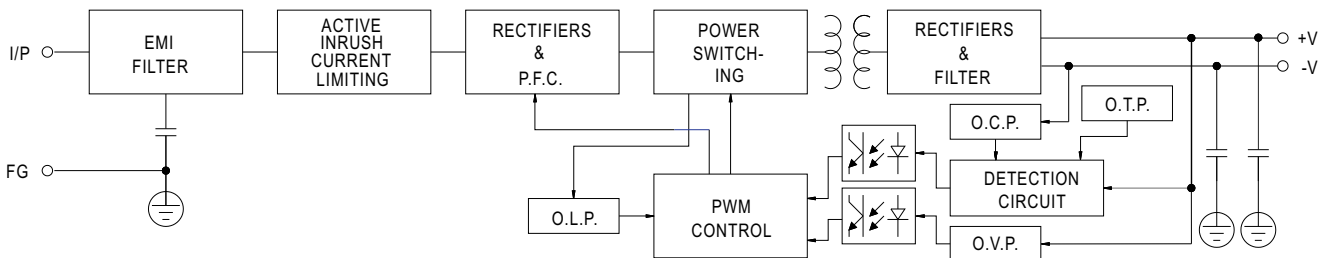 I/P
EMI
FILTER
ACTIVE
INRUSH
CURRENT
LIMITING
RECTIFIERS
&
P.F.C.
POWER
SWITCH-
ING
RECTIFIERS
&
FILTER
+V
-V
O.C.P.
O.T.P.
FG
DETECTION
CIRCUIT
O.L.P.
PWM
CONTROL
O.V.P.